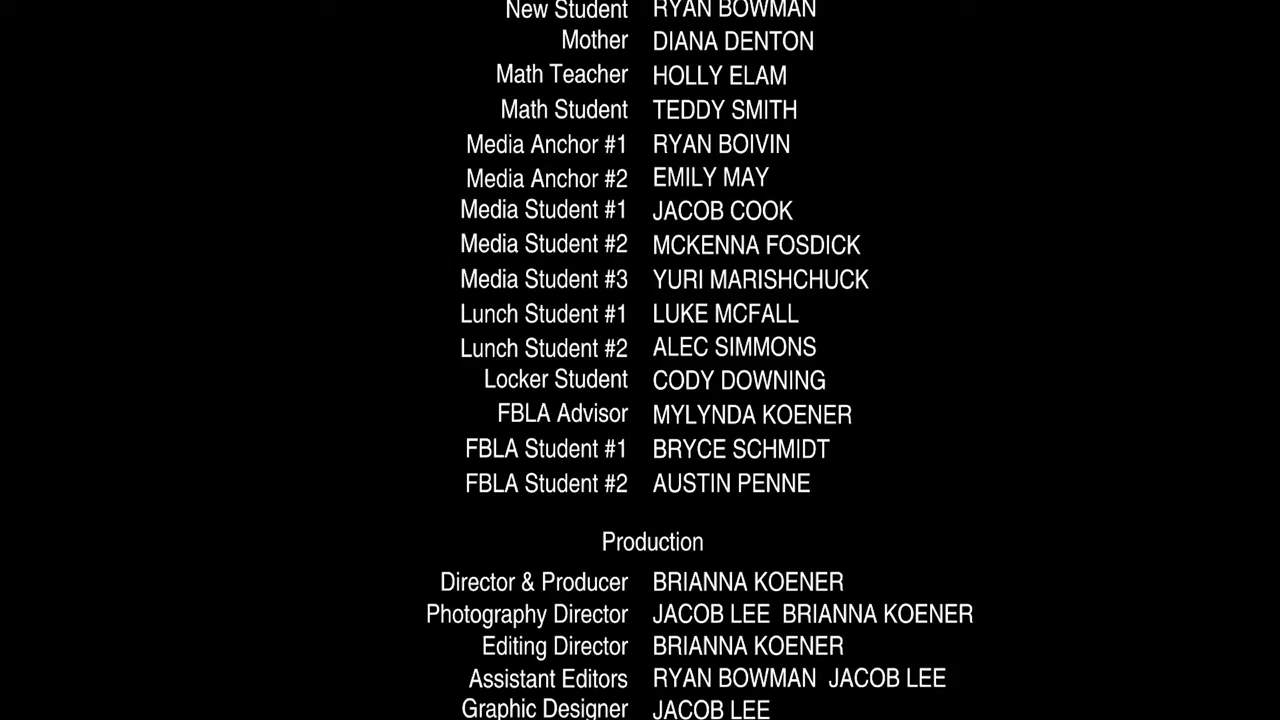 New Student RYAN BOWMAN
Mother DIANA DENTON
Math Teacher HOLLY ELAM
Math Student TEDDY SMITH
Media Anchor #1 RYAN BOIVIN
Media Anchor #2 EMILY MAY
Media Student #1 JACOB COOK
Media Student #2 MCKENNA FOSDICK
Media Student #3 YURI MARISHCHUCK
Lunch Student #1 LUKE MCFALL
Lunch Student #2 ALEC SIMMONS
Locker Student CODY DOWNING
FBLA Advisor MYLYNDA KOENER
FBLA Student #1 BRYCE SCHMIDT
FBLA Student #2 AUSTIN PENNE
Production
Director & Producer BRIANNA KOENER
Photography Director JACOB LEE BRIANNA KOENER
Editing Director BRIANNA KOENER
Assistant Editors RYAN BOWMAN JACOB LEE
Graphic Designer JACOB LEE